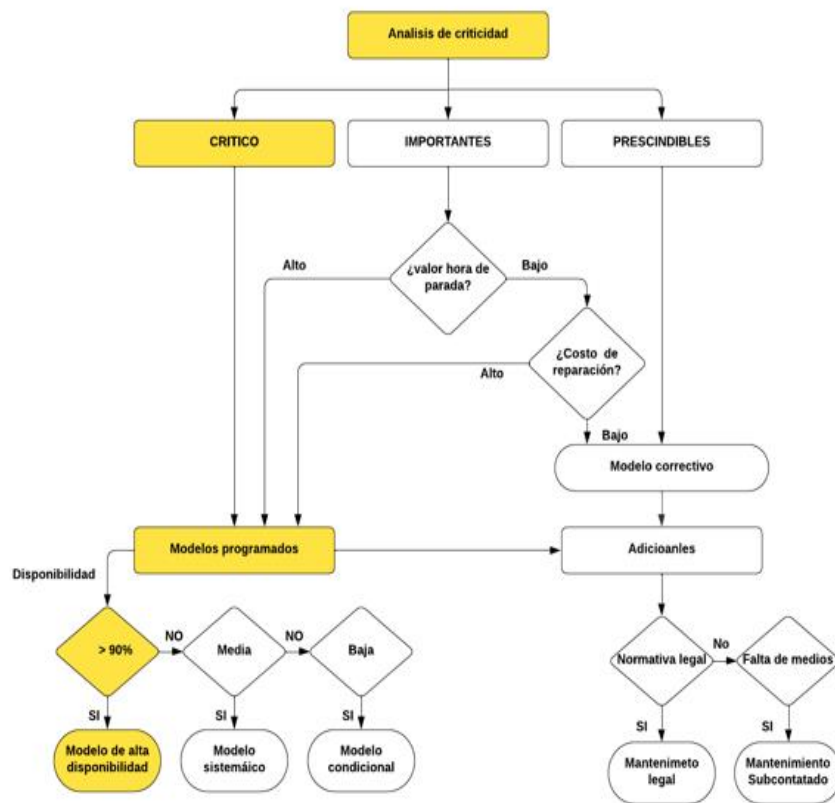 Analisis de criticidad
CRITICO
IMPORTANTES
PRESCINDIBLES
Alto
¿valor hora de
parada?
Bajo
¿Costo de
reparación?
Alto
Bajo
Modelo correctivo
Modelos programados
Adicioanles
Disponibilidad
> 90%
NO
Media
NO
Baja
Normativa legal
No
Falta de medios
SI
SI
SI
SI
SI
Modelo de alta
disponibilidad
Modelo
sistemáico
Modelo
condicional
Mantenimeto
legal
Mantenimiento
Subcontatado